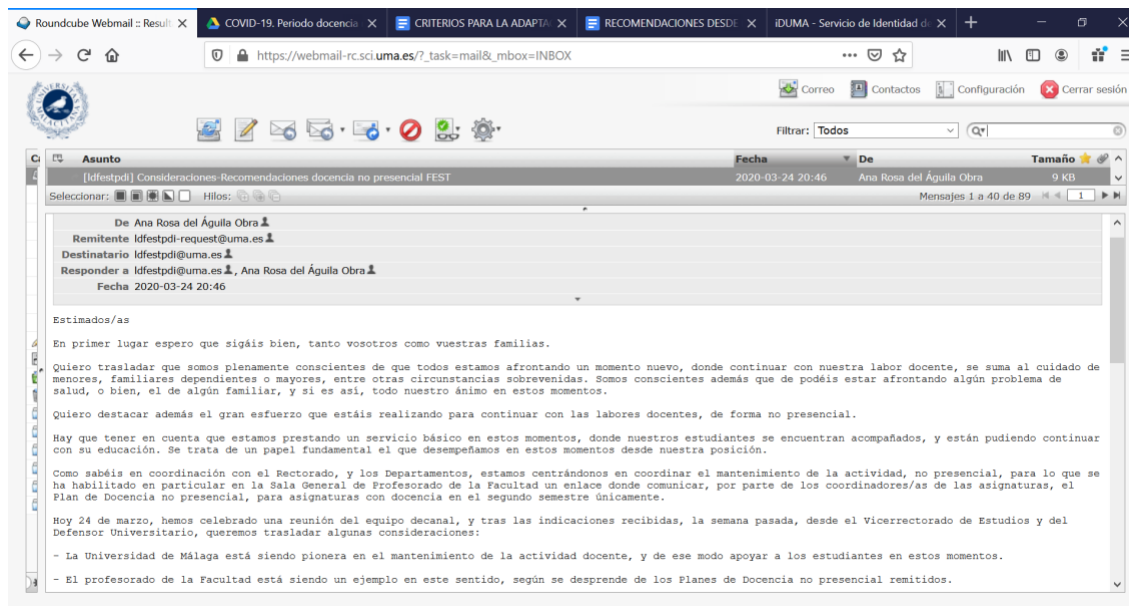 Roundcube Webmail :: Result
COVID-19. Periodo docencia
CRITERIOS PARA LA ADAPTA
RECOMENDACIONES DESDE
iDUMA - Servicio de Identidad d
https://webmail-rc.sci.uma.es/?_task=mail&_mbox=INBOX
Correo Contactos Configuración Cerrar sesión
Filtrar: Todos
Asunto Fecha De Tamaño
[ldfestpdi] Consideraciones-Recomendaciones docencia no presencial FEST 2020-03-24 20:46 Ana Rosa del Águila Obra 9 KB
Seleccionar: Hilos: Mensajes 1 a 40 de 89 1
De Ana Rosa del Águila Obra
Remitente ldfestpdi-request@uma.es
Destinatario ldfestpdi@uma.es
Responder a ldfestpdi@uma.es, Ana Rosa del Águila Obra
Fecha 2020-03-24 20:46
Estimados/as
En primer lugar espero que sigáis bien, tanto vosotros como vuestras familias.
Quiero trasladar que somos plenamente conscientes de que todos estamos afrontando un momento nuevo, donde continuar con nuestra labor docente, se suma al cuidado de
menores, familiares dependientes o mayores, entre otras circunstancias sobrevenidas. Somos conscientes además que de podéis estar afrontando algún problema de
salud, o bien, el de algún familiar, y si es así, todo nuestro ánimo en estos momentos.
Quiero destacar además el gran esfuerzo que estáis realizando para continuar con las labores docentes, de forma no presencial.
Hay que tener en cuenta que estamos prestando un servicio básico en estos momentos, donde nuestros estudiantes se encuentran acompañados, y están pudiendo continuar
con su educación. Se trata de un papel fundamental el que desempeñamos en estos momentos desde nuestra posición.
Como sabéis en coordinación con el Rectorado, y los Departamentos, estamos centrándonos en coordinar el mantenimiento de la actividad, no presencial, para lo que se
ha habilitado en particular en la Sala General de Profesorado de la Facultad un enlace donde comunicar, por parte de los coordinadores/as de las asignaturas, el
Plan de Docencia no presencial, para asignaturas con docencia en el segundo semestre únicamente.
Hoy 24 de marzo, hemos celebrado una reunión del equipo decanal, y tras las indicaciones recibidas, la semana pasada, desde el Vicerrectorado de Estudios y del
Defensor Universitario, queremos trasladar algunas consideraciones:
- La Universidad de Málaga está siendo pionera en el mantenimiento de la actividad docente, y de ese modo apoyar a los estudiantes en estos momentos.
- El profesorado de la Facultad está siendo un ejemplo en este sentido, según se desprende de los Planes de Docencia no presencial remitidos.